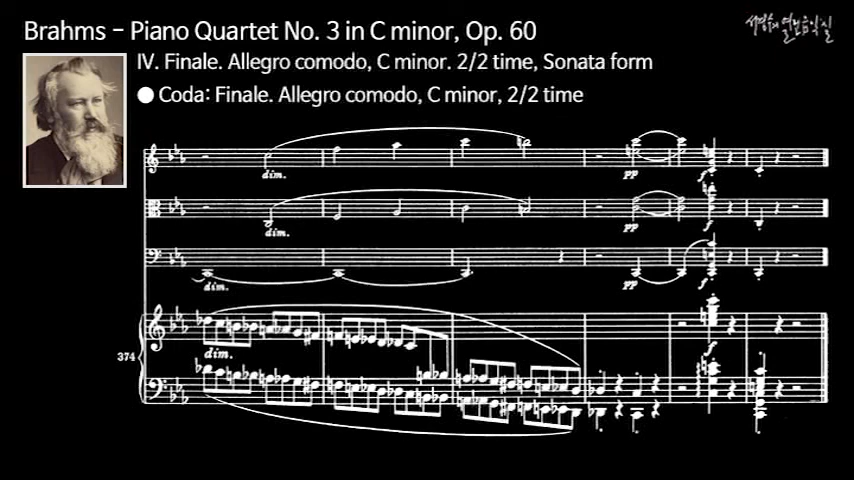 Brahms - Piano Quartet No. 3 in C minor, Op. 60
IV. Finale. Allegro comodo, C minor. 2/2 time, Sonata form
● Coda: Finale. Allegro comodo, C minor, 2/2 time
dim.
pp
f
dim.
pp
f
dim.
pp
f
374
dim.
f